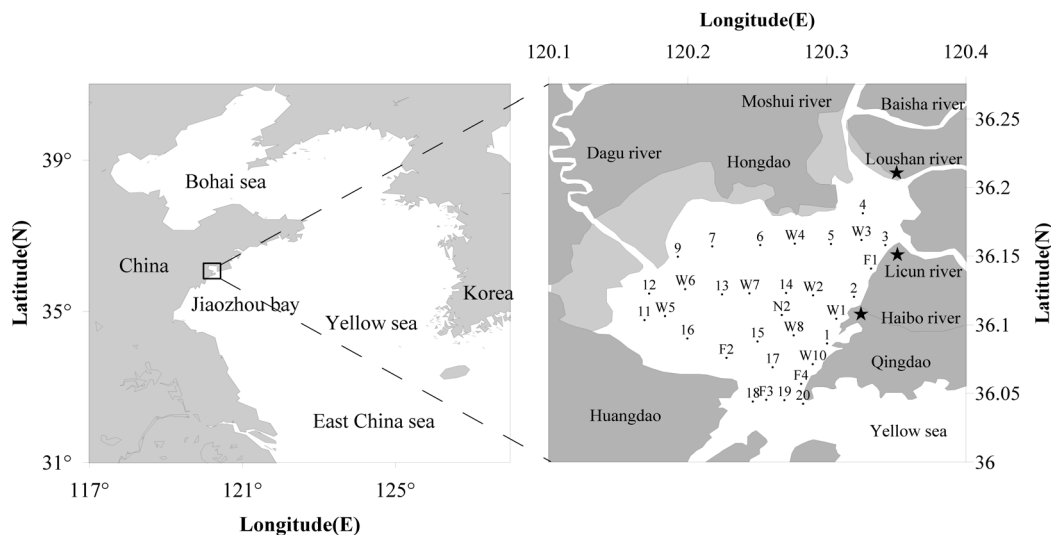 Longitude(E)
120.1 120.2 120.3 120.4
Moshui river
Baisha river
36.25
39°
Dagu river
Hongdao
Loushan river
Bohai sea
36.2
4
W3
7 6 W4 5 3
9
36.15
China
F1
Licun river
Latitude(N)
Jiaozhou bay
Korea
12 W6 13 W7 14 W2 2
Latitude(N)
35°
Yellow sea
11 W5 N2 W1
Haibo river
36.1
16 15 W8 1
F2 17 W10
Qingdao
F4
36.05
18 F3 19 20
Huangdao
East China sea
Yellow sea
31°
36
117° 121° 125°
Longitude(E)